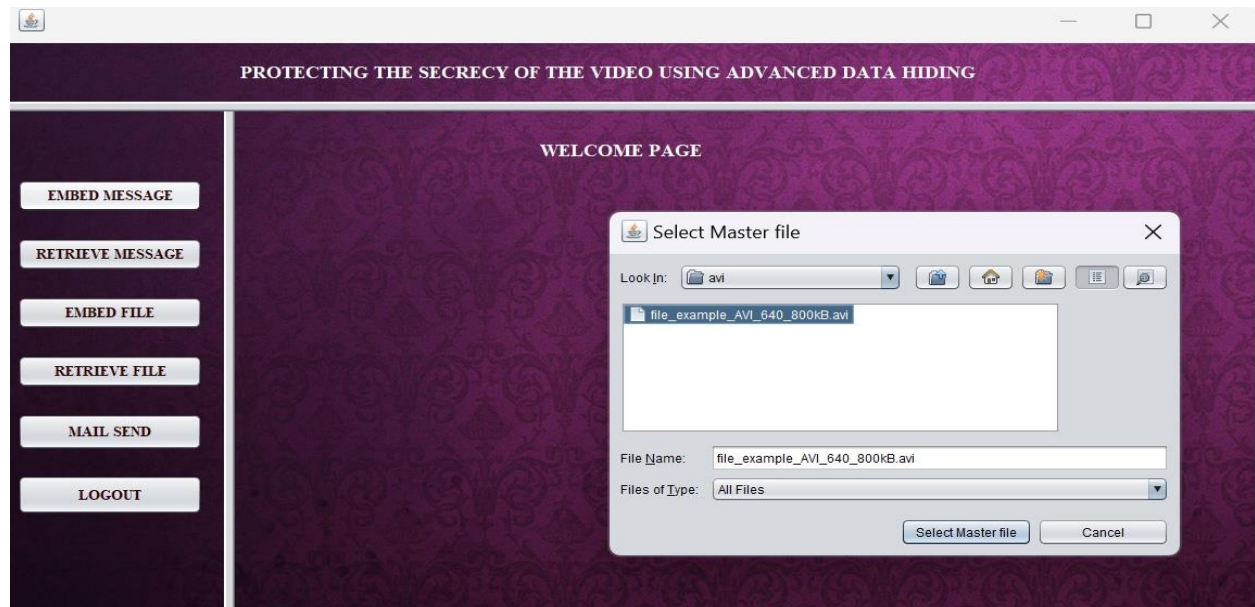 PROTECTING THE SECRECY OF THE VIDEO USING ADVANCED DATA HIDING
WELCOME PAGE
EMBED MESSAGE
RETRIEVE MESSAGE
EMBED FILE
RETRIEVE FILE
MAIL SEND
LOGOUT
Select Master file
Look In: avi
file_example_AVI_640_800kB.avi
File Name: file_example_AVI_640_800kB.avi
Files of Type: All Files
Select Master file Cancel